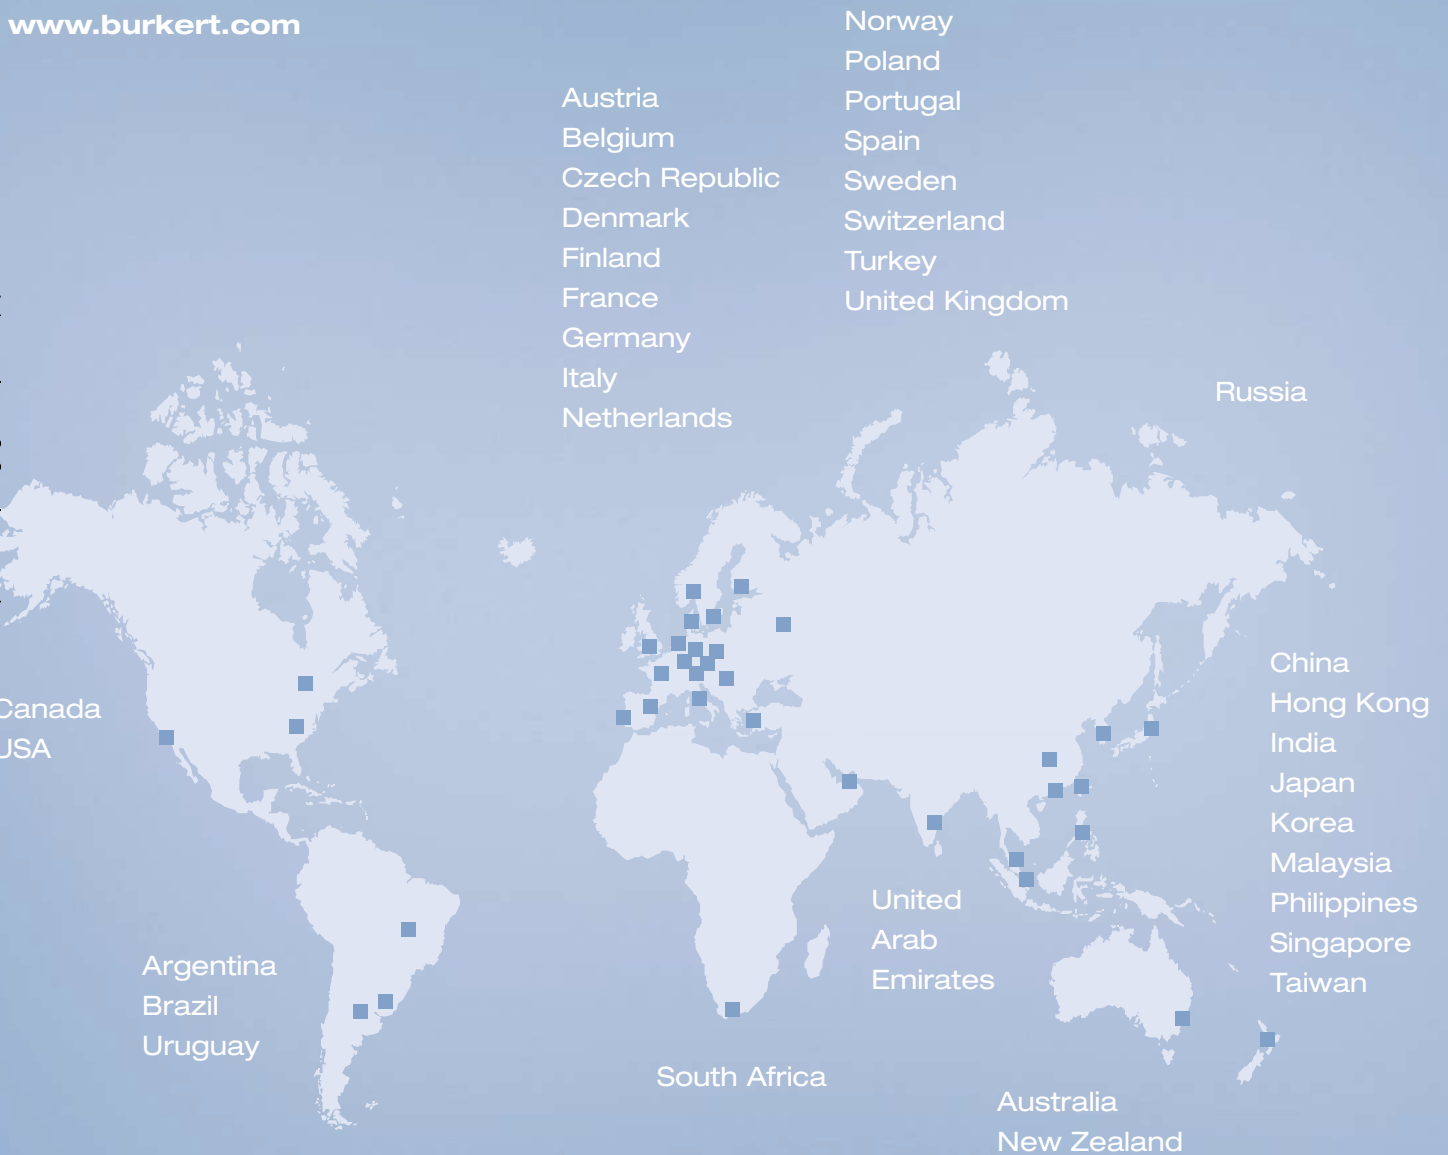 www.burkert.com
Austria
Belgium
Czech Republic
Denmark
Finland
France
Germany
Italy
Netherlands
Norway
Poland
Portugal
Spain
Sweden
Switzerland
Turkey
United Kingdom
Russia
Canada
USA
China
Hong Kong
India
Japan
Korea
Malaysia
Philippines
Singapore
Taiwan
United
Arab
Emirates
Argentina
Brazil
Uruguay
South Africa
Australia
New Zealand